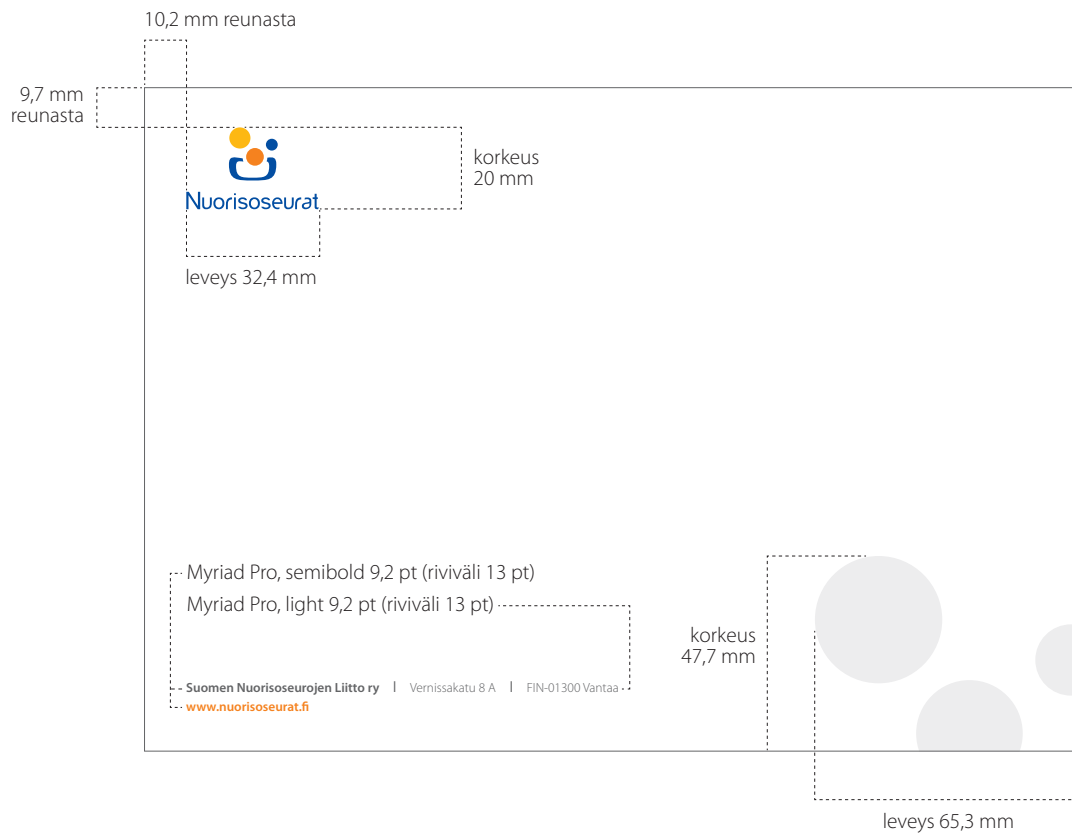 10,2 mm reunasta
9,7 mm
reunasta
korkeus
20 mm
Nuorisoseurat
leveys 32,4 mm
Myriad Pro, semibold 9,2 pt (riviväli 13 pt)
Myriad Pro, light 9,2 pt (riviväli 13 pt)
korkeus
47,7 mm
Suomen Nuorisoseurojen Liitto ry | Vernissakatu 8 A | FIN-01300 Vantaa
www.nuorisoseurat.fi
leveys 65,3 mm